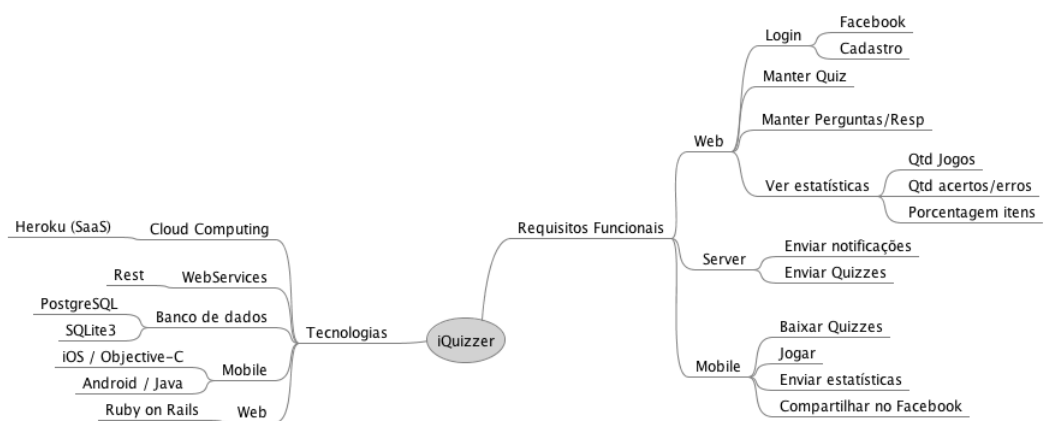 iQuizzer
Requisitos Funcionais
Web
Login
Facebook
Cadastro
Manter Quiz
Manter Perguntas/Resp
Ver estatísticas
Qtd Jogos
Qtd acertos/erros
Porcentagem itens
Server
Enviar notificações
Enviar Quizzes
Mobile
Baixar Quizzes
Jogar
Enviar estatísticas
Compartilhar no Facebook
Tecnologias
Cloud Computing
Heroku (SaaS)
WebServices
Rest
Banco de dados
PostgreSQL
SQLite3
Mobile
iOS / Objective-C
Android / Java
Web
Ruby on Rails